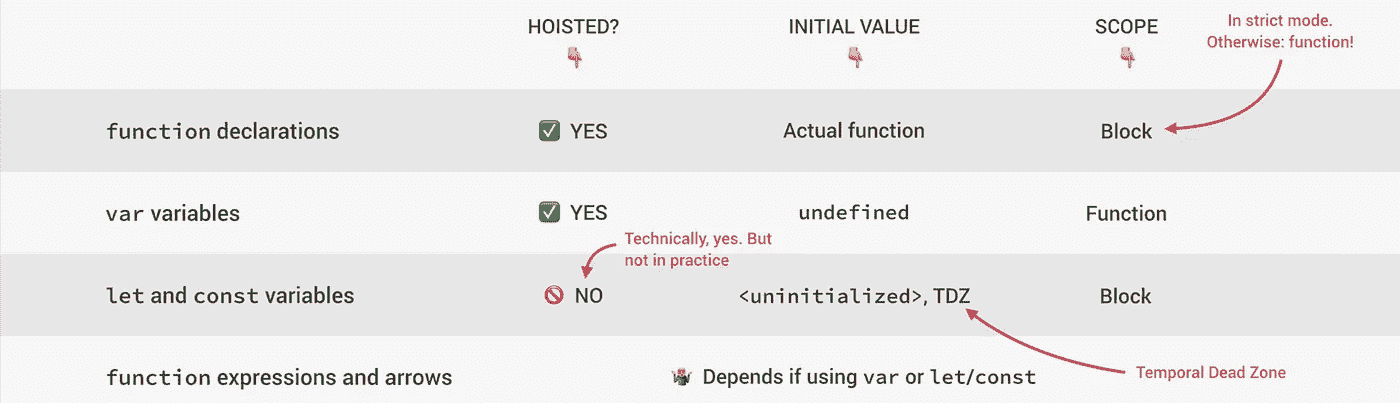 HOISTED? INITIAL VALUE SCOPE
In strict mode.
Otherwise: function!
function declarations YES Actual function Block
var variables YES undefined Function
Technically, yes. But
not in practice
let and const variables NO <uninitialized>, TDZ Block
function expressions and arrows Depends if using var or let/const
Temporal Dead Zone